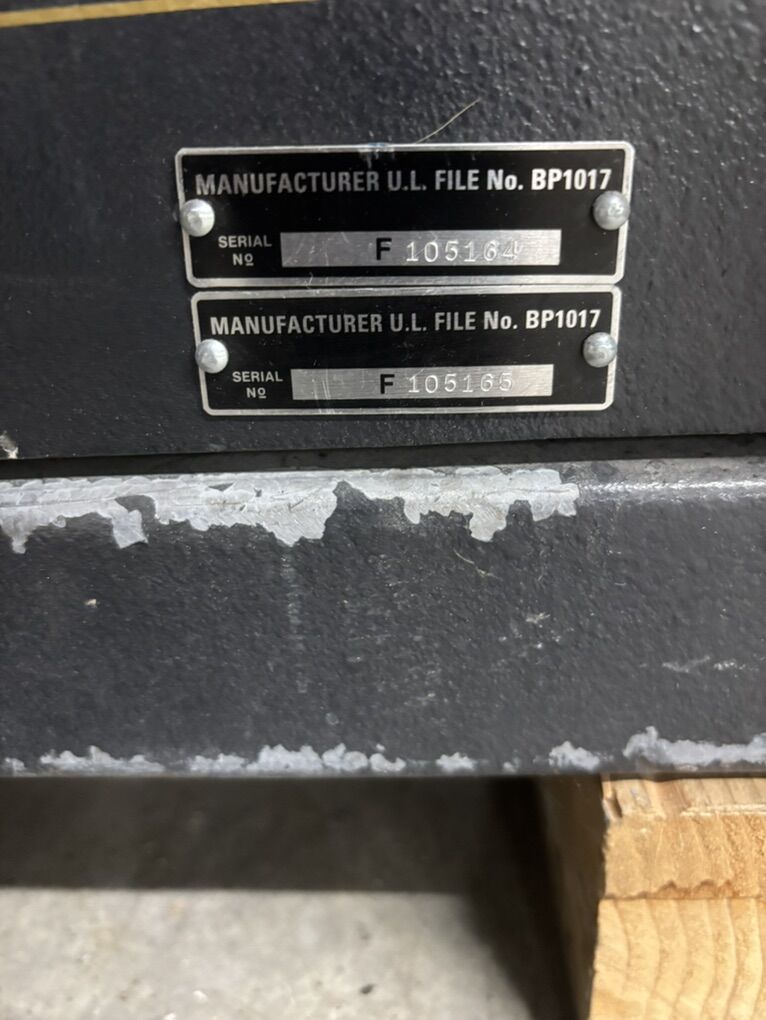 MANUFACTURER U.L. FILE No. BP1017
SERIAL
Nº
F 105164
MANUFACTURER U.L. FILE No. BP1017
SERIAL
Nº
F 105165